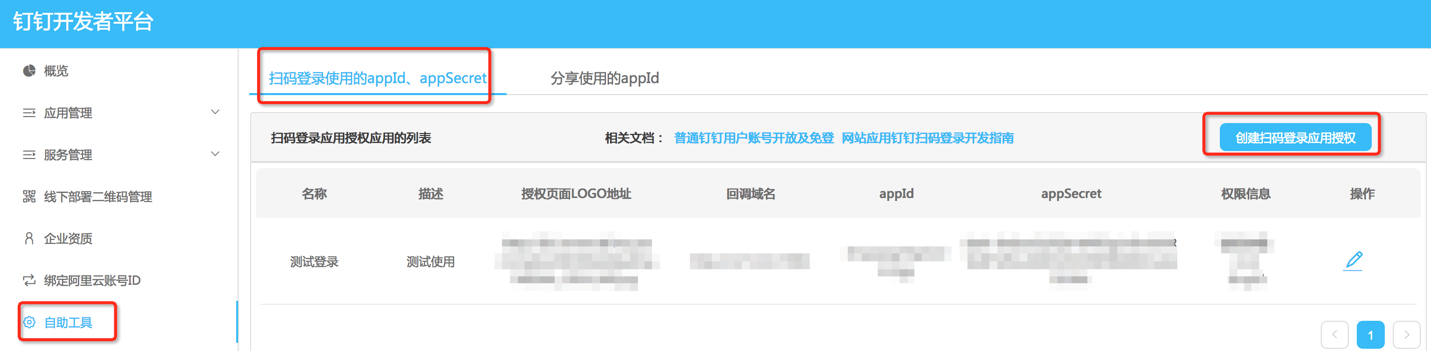 钉钉开发者平台
概览
应用管理
服务管理
线下部署二维码管理
企业资质
绑定阿里云账号ID
自助工具
扫码登录使用的appId、appSecret
分享使用的appId
扫码登录应用授权应用的列表
相关文档： 普通钉钉用户账号开放及免登 网站应用钉钉扫码登录开发指南
创建扫码登录应用授权
名称 描述 授权页面LOGO地址 回调域名 appId appSecret 权限信息 操作
测试登录 测试使用
1